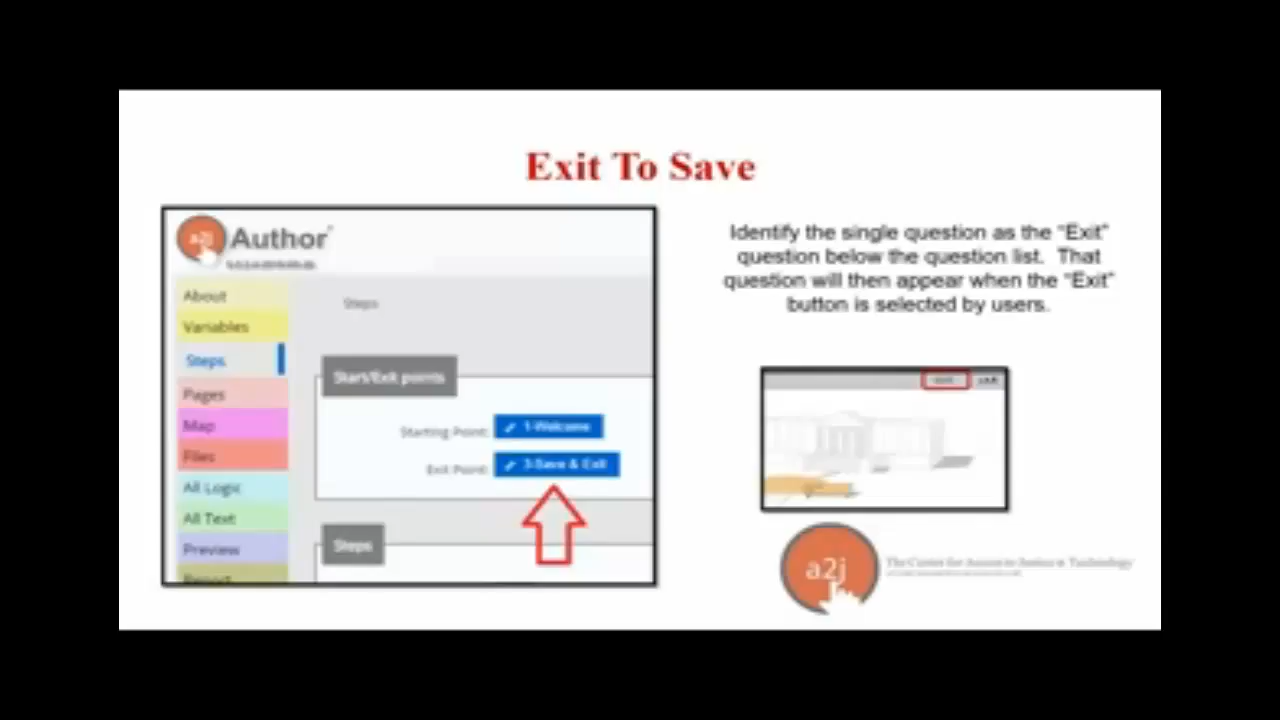 Exit To Save
a2j Author
About
Variables
Steps
Pages
Map
Files
All Logic
All Text
Preview
Report
Steps
Start/Exit points
Starting Point:
1-Welcome
Exit Point:
3-Save & Exit
Steps
Identify the single question as the “Exit”
question below the question list. That
question will then appear when the “Exit”
button is selected by users.
a2j
The Center for Access to Justice & Technology